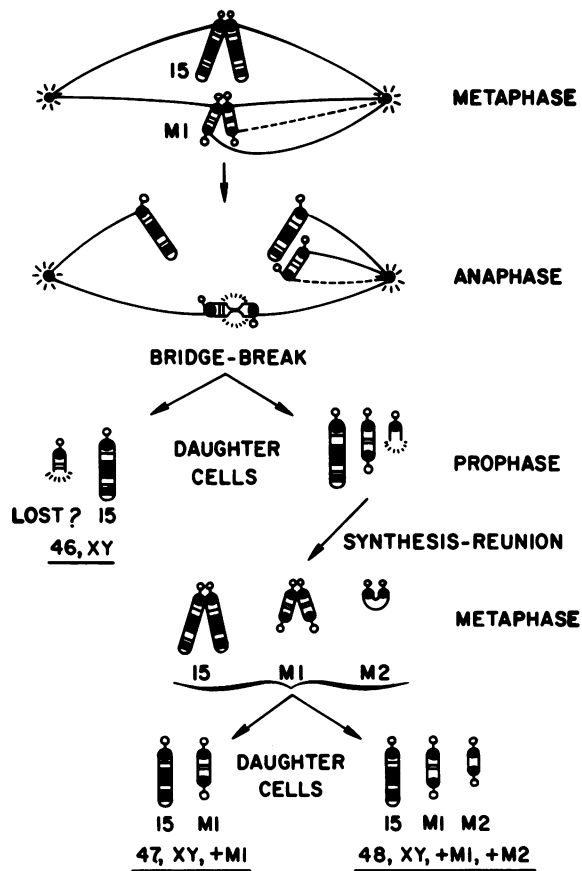 15
METAPHASE
M1
ANAPHASE
BRIDGE-BREAK
DAUGHTER
CELLS
PROPHASE
LOST? 15
46, XY
SYNTHESIS-REUNION
METAPHASE
15 M1 M2
DAUGHTER
CELLS
15 M1
15 M1 M2
47, XY, +M1
48, XY, +M1, +M2